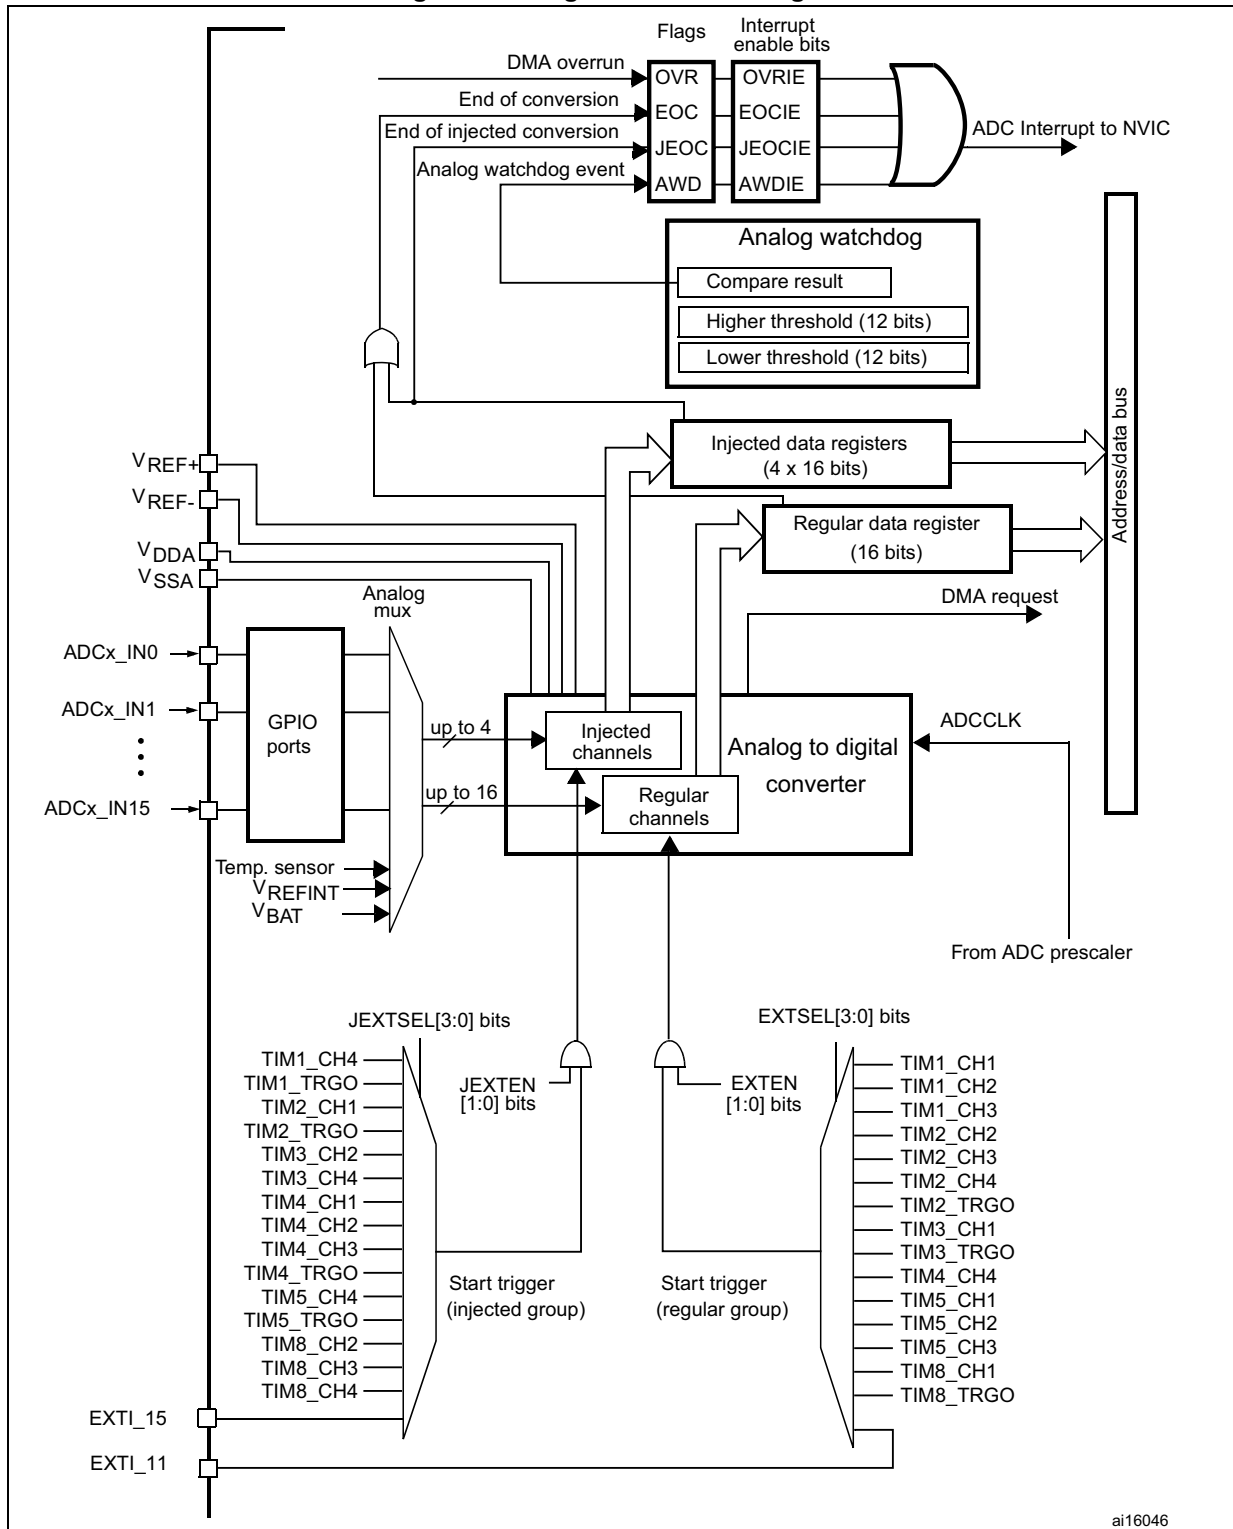 Flags
Interrupt
enable bits
DMA overrun
OVR
OVRIE
End of conversion
EOC
EOCIE
End of injected conversion
JEOC
JEOCIE
ADC Interrupt to NVIC
Analog watchdog event
AWD
AWDIE
Analog watchdog
Compare result
Higher threshold (12 bits)
Lower threshold (12 bits)
Address/data bus
Injected data registers
(4 x 16 bits)
VREF+
VREF-
Regular data register
(16 bits)
VDDA
VSSA
Analog
mux
DMA request
ADCx_IN0
ADCx_IN1
GPIO
ports
up to 4
Injected
channels
Analog to digital
converter
ADCCLK
ADCx_IN15
up to 16
Regular
channels
Temp. sensor
VREFINT
VBAT
From ADC prescaler
JEXTSEL[3:0] bits
EXTSEL[3:0] bits
JEXTEN
[1:0] bits
EXTEN
[1:0] bits
TIM1_CH4
TIM1_TRGO
TIM2_CH1
TIM2_TRGO
TIM3_CH2
TIM3_CH4
TIM4_CH1
TIM4_CH2
TIM4_CH3
TIM4_TRGO
TIM5_CH4
TIM5_TRGO
TIM8_CH2
TIM8_CH3
TIM8_CH4
Start trigger
(injected group)
Start trigger
(regular group)
TIM1_CH1
TIM1_CH2
TIM1_CH3
TIM2_CH2
TIM2_CH3
TIM2_CH4
TIM2_TRGO
TIM3_CH1
TIM3_TRGO
TIM4_CH4
TIM5_CH1
TIM5_CH2
TIM5_CH3
TIM8_CH1
TIM8_TRGO
EXTI_15
EXTI_11
ai16046